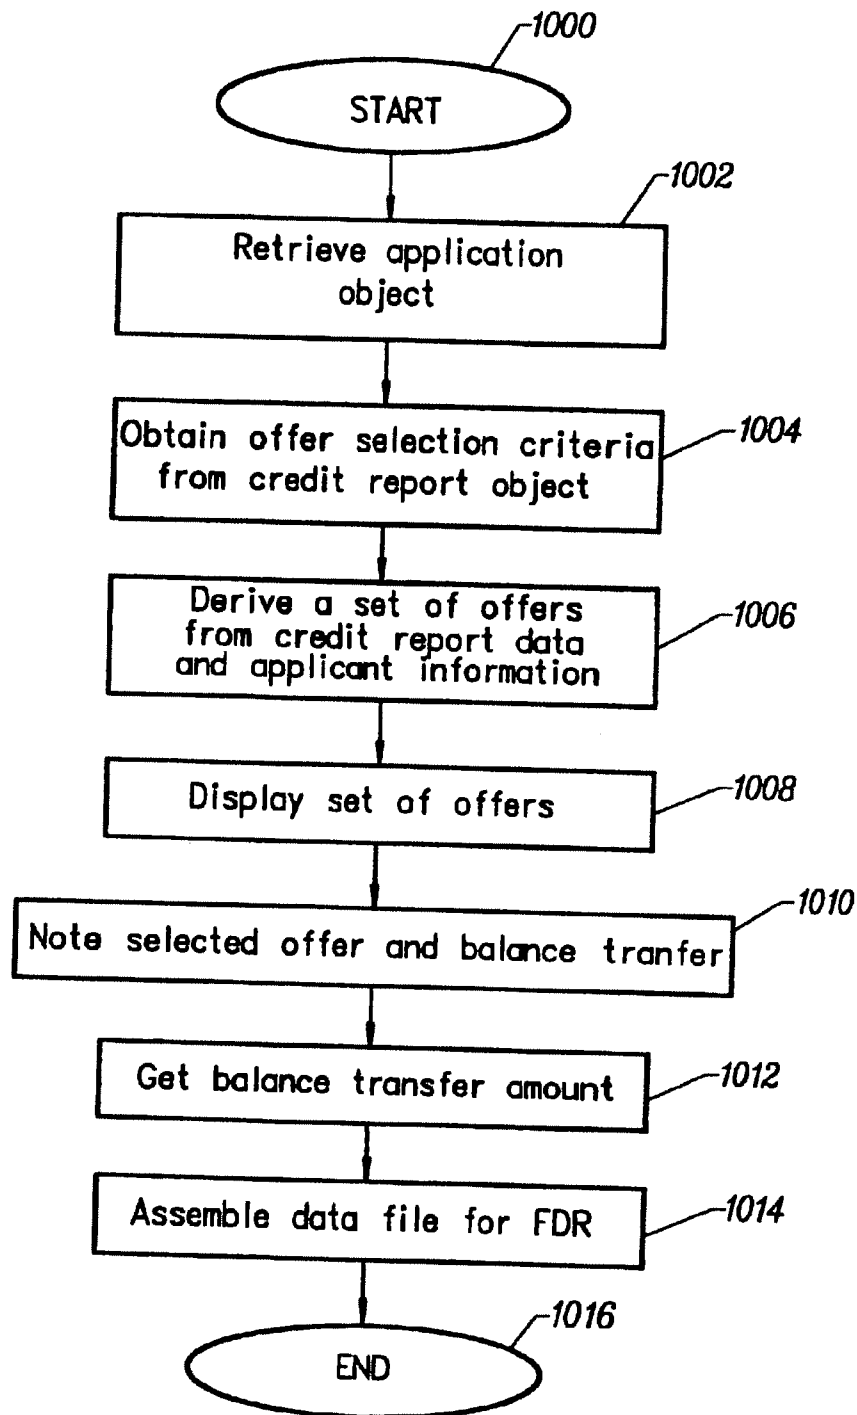 1000
START
1002
Retrieve application
object
1004
Obtain offer selection criteria
from credit report object
1006
Derive a set of offers
from credit report data
and applicant information
1008
Display set of offers
1010
Note selected offer and balance tranfer
1012
Get balance transfer amount
1014
Assemble data file for FDR
1016
END